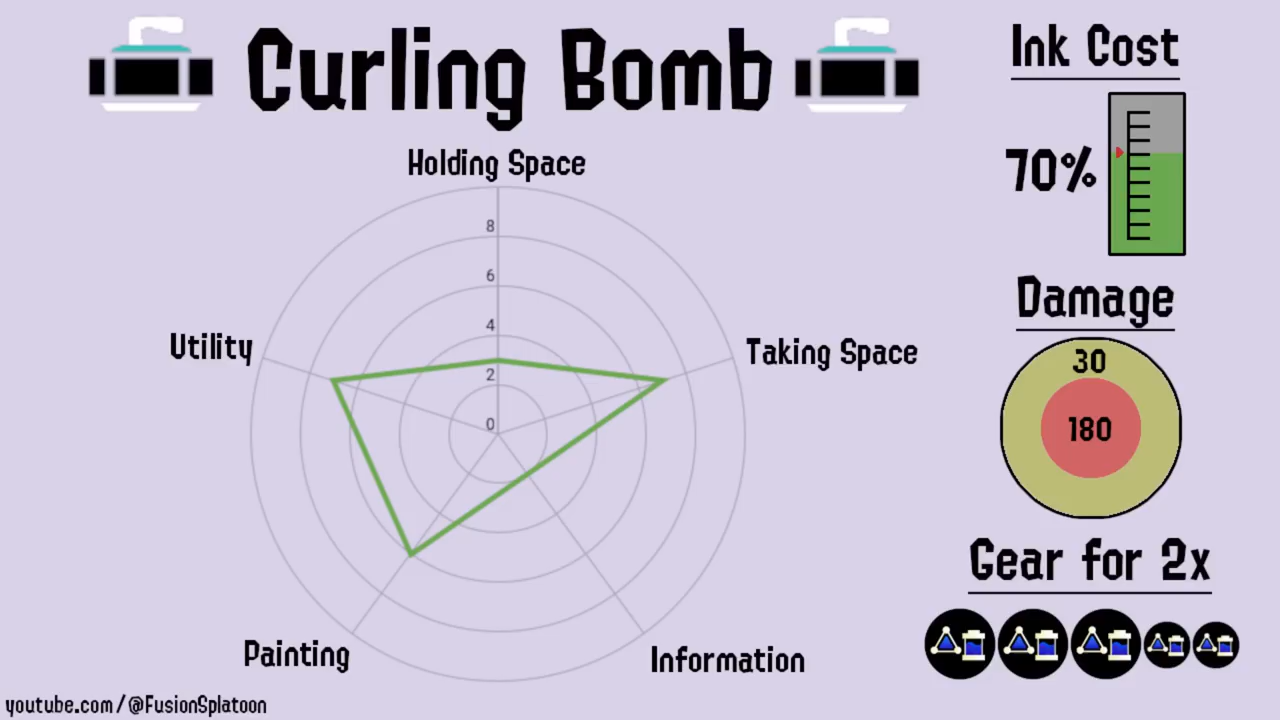 Curling Bomb
Ink Cost
70%
Holding Space
8
6
4
2
0
Utility
Taking Space
Painting
Information
Damage
30
180
Gear for 2x
youtube.com/@FusionSplatoon